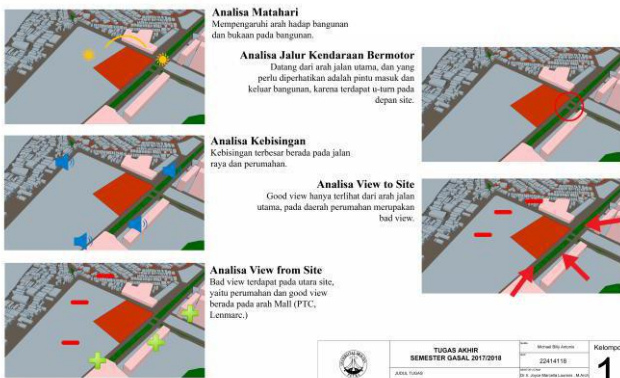 Analisa Matahari
Mempengaruhi arah hadap bangunan
dan bukaan pada bangunan.
Analisa Jalur Kendaraan Bermotor
Datang dari arah jalan utama, dan yang
perlu diperhatikan adalah pintu masuk dan
keluar bangunan, karena terdapat u-turn pada
depan site.
Analisa Kebisingan
Kebisingan terbesar berada pada jalan
raya dan perumahan.
Analisa View to Site
Good view hanya terlihat dari arah jalan
utama, pada daerah perumahan merupakan
bad view.
Analisa View from Site
Bad view terdapat pada utara site,
yaitu perumahan dan good view
berada pada arah Mall (PTC,
Lenmarc.)
TUGAS AKHIR
SEMESTER GASAL 2017/2018
JUDUL TUGAS
22414118
Kelompo
1